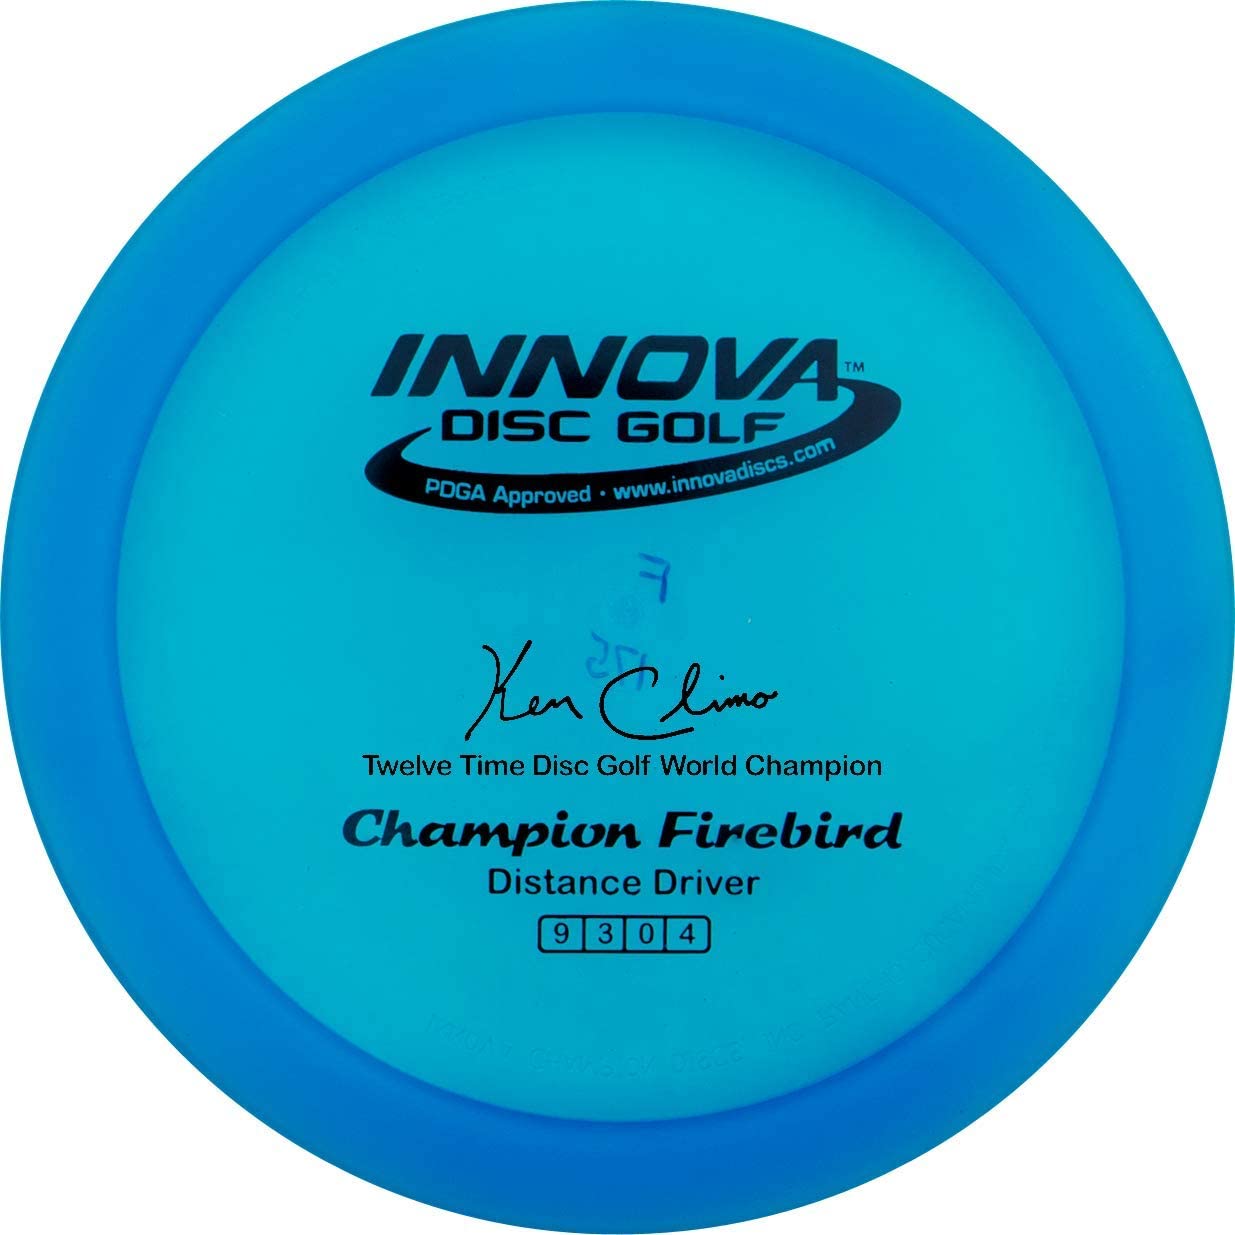 INNOVA™
DISC GOLF
PDGA Approved · www.innovadiscs.com
F
175
Ken Climo
Twelve Time Disc Golf World Champion
Champion Firebird
Distance Driver
9 3 0 4